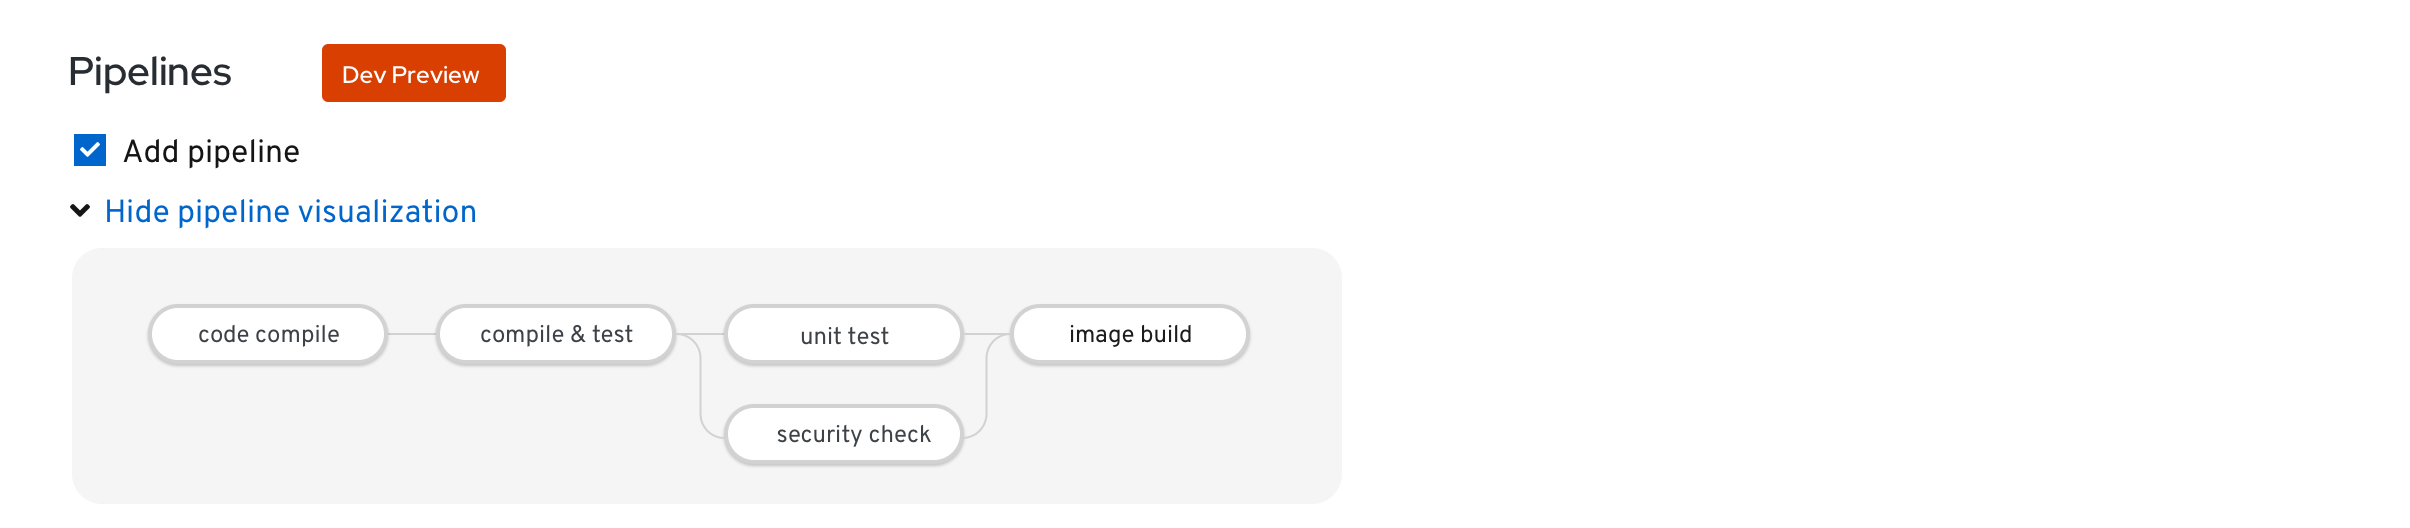 Pipelines Dev Preview
Add pipeline
Hide pipeline visualization
code compile compile & test unit test image build
security check